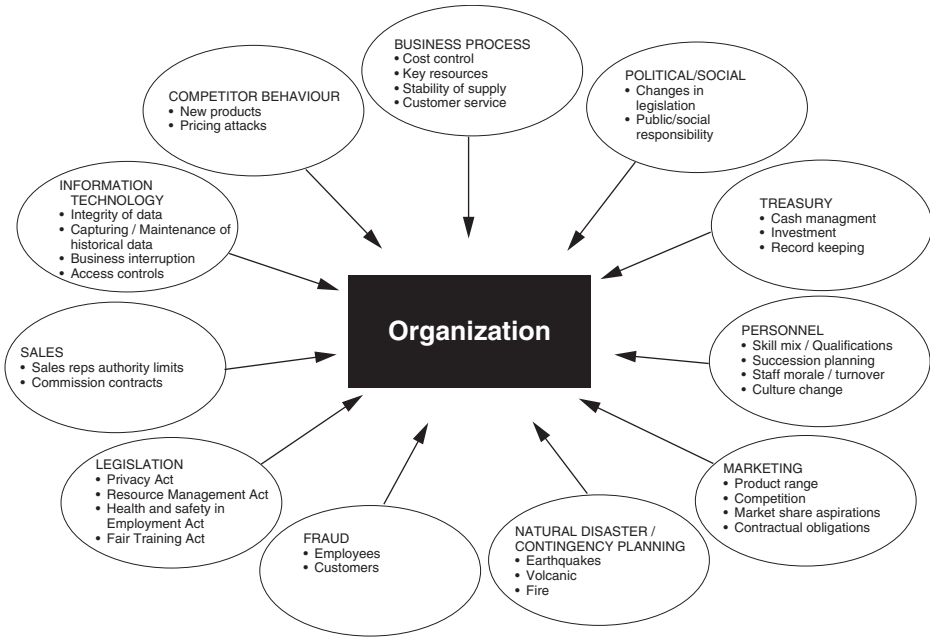 BUSINESS PROCESS
• Cost control
• Key resources
• Stability of supply
• Customer service
POLITICAL/SOCIAL
• Changes in
legislation
• Public/social
responsibility
COMPETITOR BEHAVIOUR
• New products
• Pricing attacks
INFORMATION
TECHNOLOGY
• Integrity of data
• Capturing / Maintenance of
historical data
• Business interruption
• Access controls
TREASURY
• Cash managment
• Investment
• Record keeping
Organization
SALES
• Sales reps authority limits
• Commission contracts
PERSONNEL
• Skill mix / Qualifications
• Succession planning
• Staff morale / turnover
• Culture change
LEGISLATION
• Privacy Act
• Resource Management Act
• Health and safety in
Employment Act
• Fair Training Act
MARKETING
• Product range
• Competition
• Market share aspirations
• Contractual obligations
FRAUD
• Employees
• Customers
NATURAL DISASTER /
CONTINGENCY PLANNING
• Earthquakes
• Volcanic
• Fire